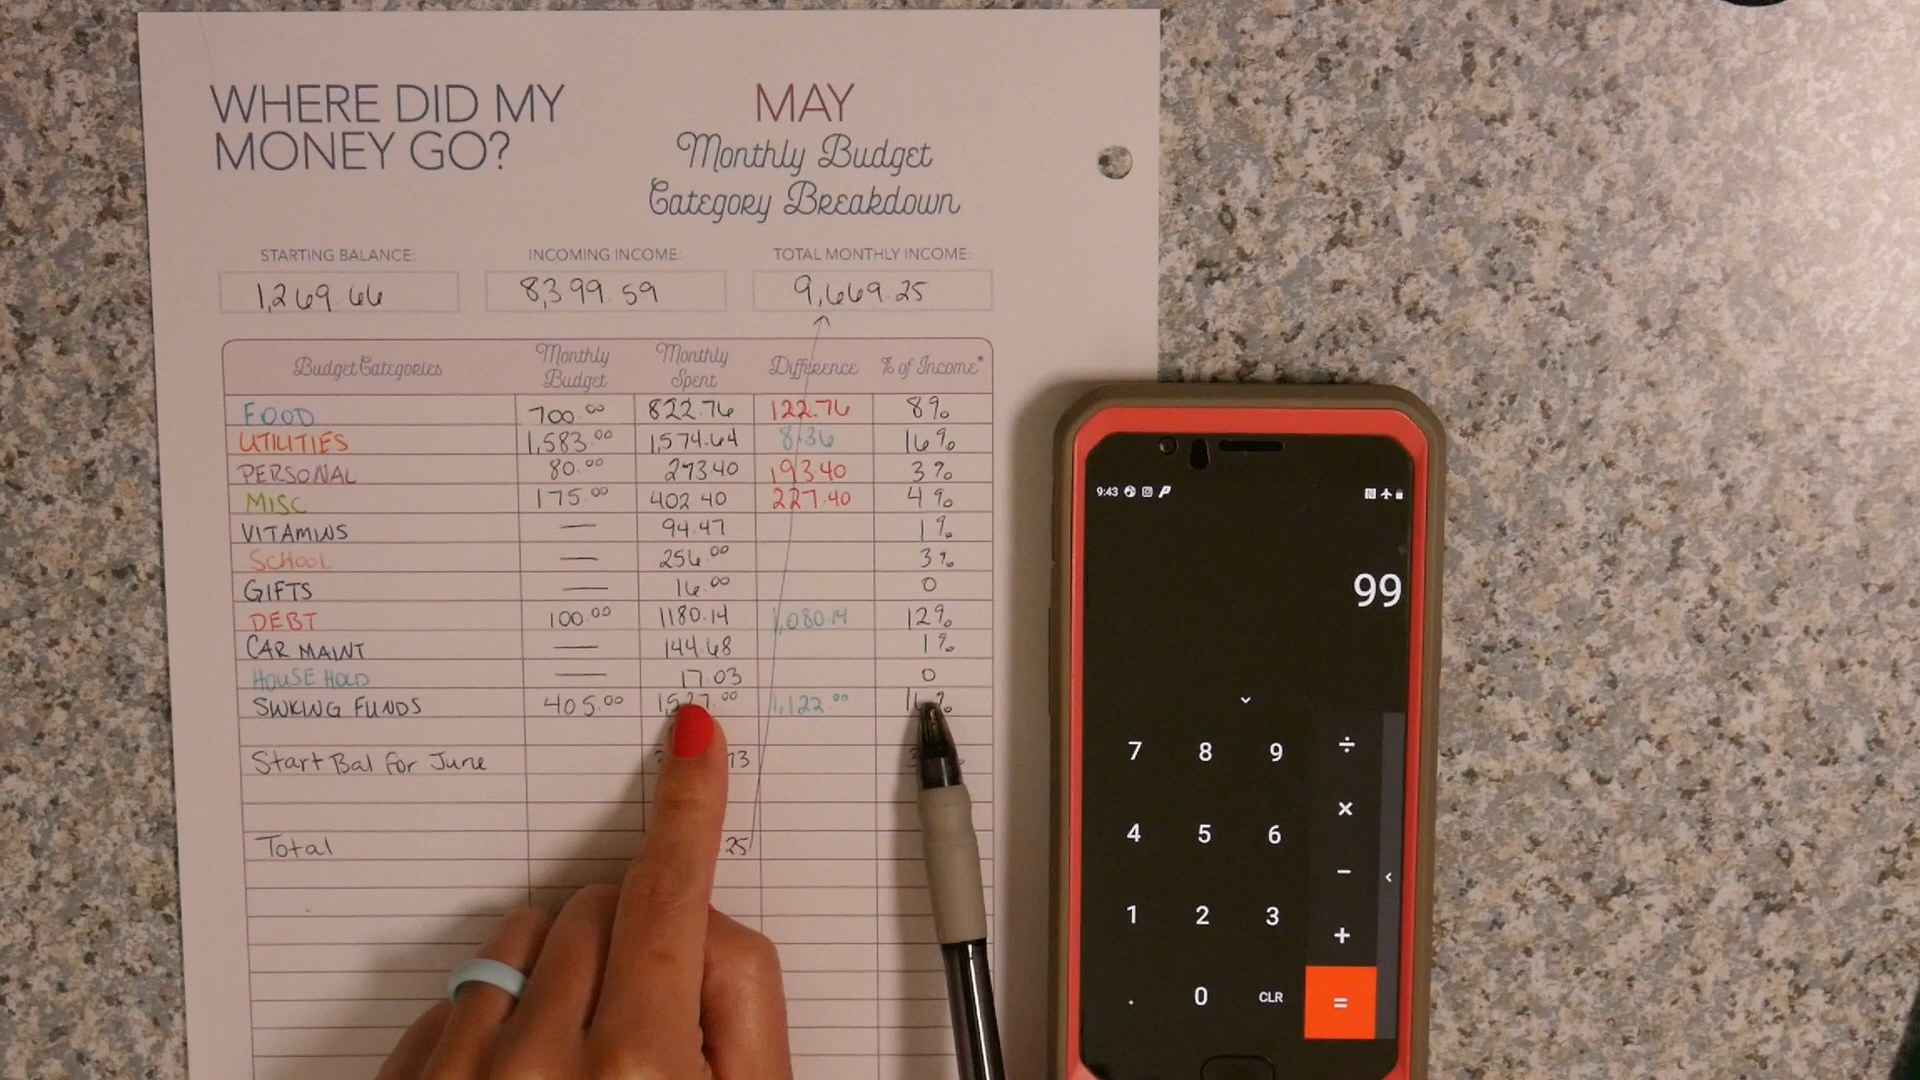 WHERE DID MY
MONEY GO?
MAY
Monthly Budget
Category Breakdown
STARTING BALANCE: INCOMING INCOME: TOTAL MONTHLY INCOME:
1,269.66 8,399.59 9,669.25
Budget Categories Monthly Budget Monthly Spent Difference % of Income*
FOOD 700.00 822.76 122.76 8%
UTILITIES 1,583.00 1,574.64 8.36 16%
PERSONAL 80.00 273.40 193.40 3%
MISC 175.00 402.40 227.40 4%
VITAMINS — 94.47 1%
SCHOOL — 256.00 3%
GIFTS — 16.00 0
DEBT 100.00 1180.14 1,080.14 12%
CAR MAINT — 144.68 1%
HOUSE HOLD — 17.03 0
SINKING FUNDS 405.00 1,527.00 1,122.00
Start Bal for June 73
Total 25
9:43
99
7 8 9 ÷
4 5 6 ×
1 2 3 −
. 0 CLR +
=